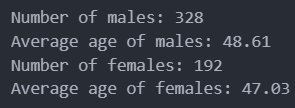 Number of males: 328
Average age of males: 48.61
Number of females: 192
Average age of females: 47.03